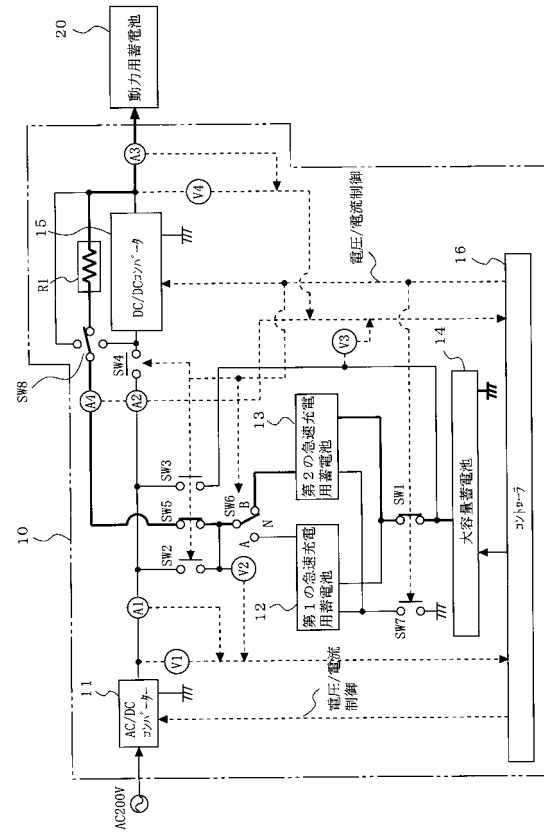 20
動力用蓄電池
A3
V4
15
DC/DCコンバータ
R1
SW8
SW4
A4
A2
電圧/電流制御
16
V3
14
10
SW3
SW5
SW2
SW6
A
B
N
V2
13
第2の急速充電
用蓄電池
12
第1の急速充電
用蓄電池
SW1
SW7
大容量蓄電池
コントローラ
A1
V1
11
AC/DC
コンバーター
AC200V
電圧/電流
制御